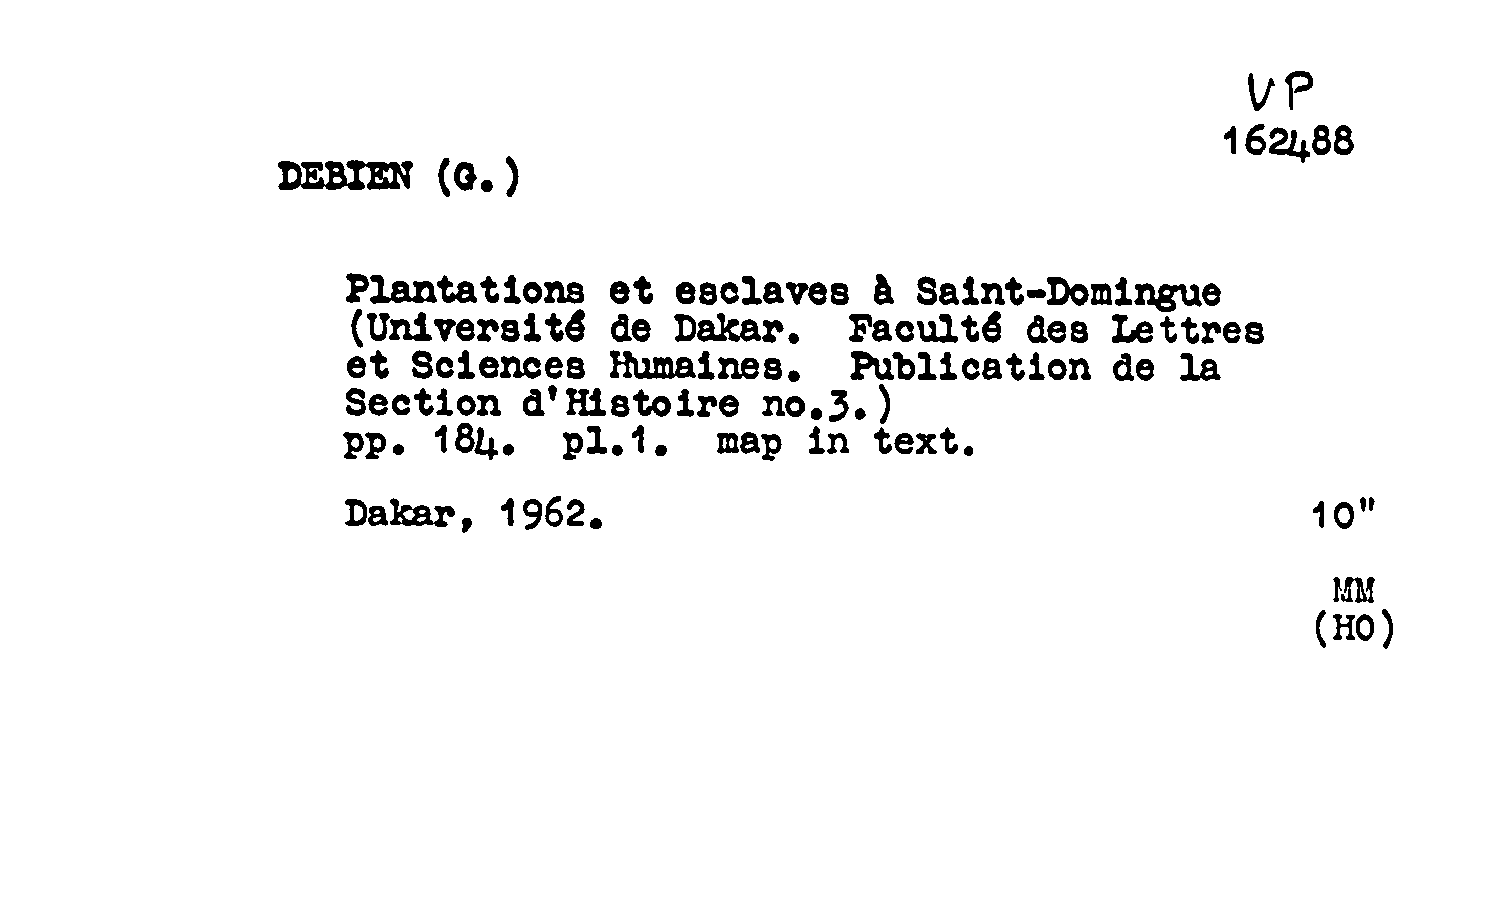 VP
162488
DEBIEN (G.)
Plantations et esclaves à Saint-Domingue
(Université de Dakar. Faculté des Lettres
et Sciences Humaines. Publication de la
Section d'Histoire no.3.)
pp. 184. pl.1. map in text.
Dakar, 1962.
10"
MM
(HO)